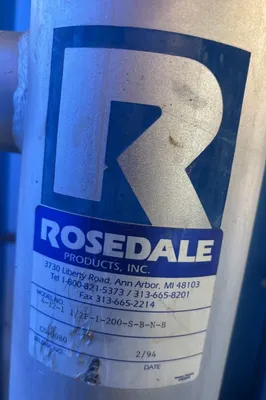 R
ROSEDALE
PRODUCTS, INC.
3730 Liberty Road, Ann Arbor, MI 48103
Tel 1-800-821-5373 / 313-665-8201
Fax 313-665-2214
MODEL NO.
1/2F-1-200-S-B-N-B
2/94
DATE